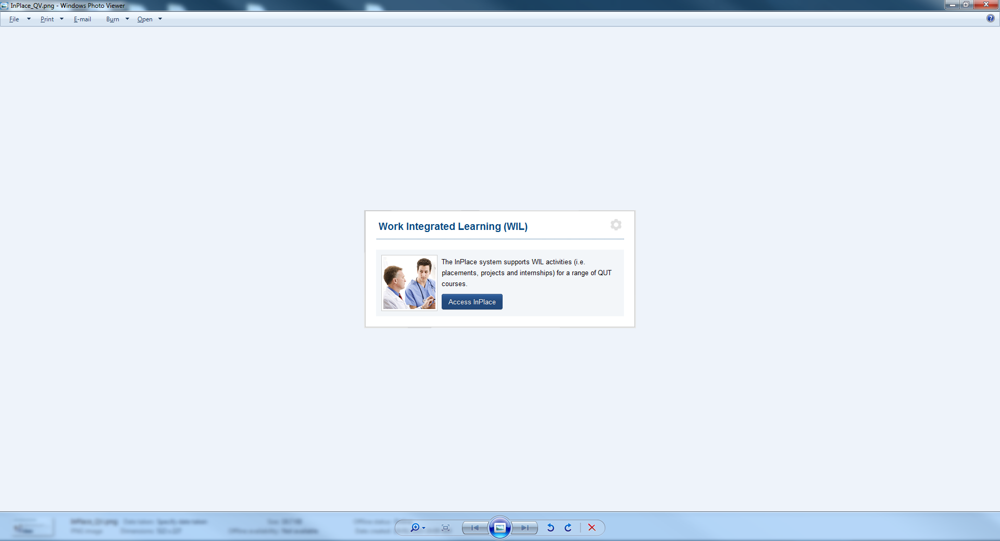 InPlace_QV.png - Windows Photo Viewer
File Print E-mail Burn Open
Work Integrated Learning (WIL)
The InPlace system supports WIL activities (i.e.
placements, projects and internships) for a range of QUT
courses.
Access InPlace